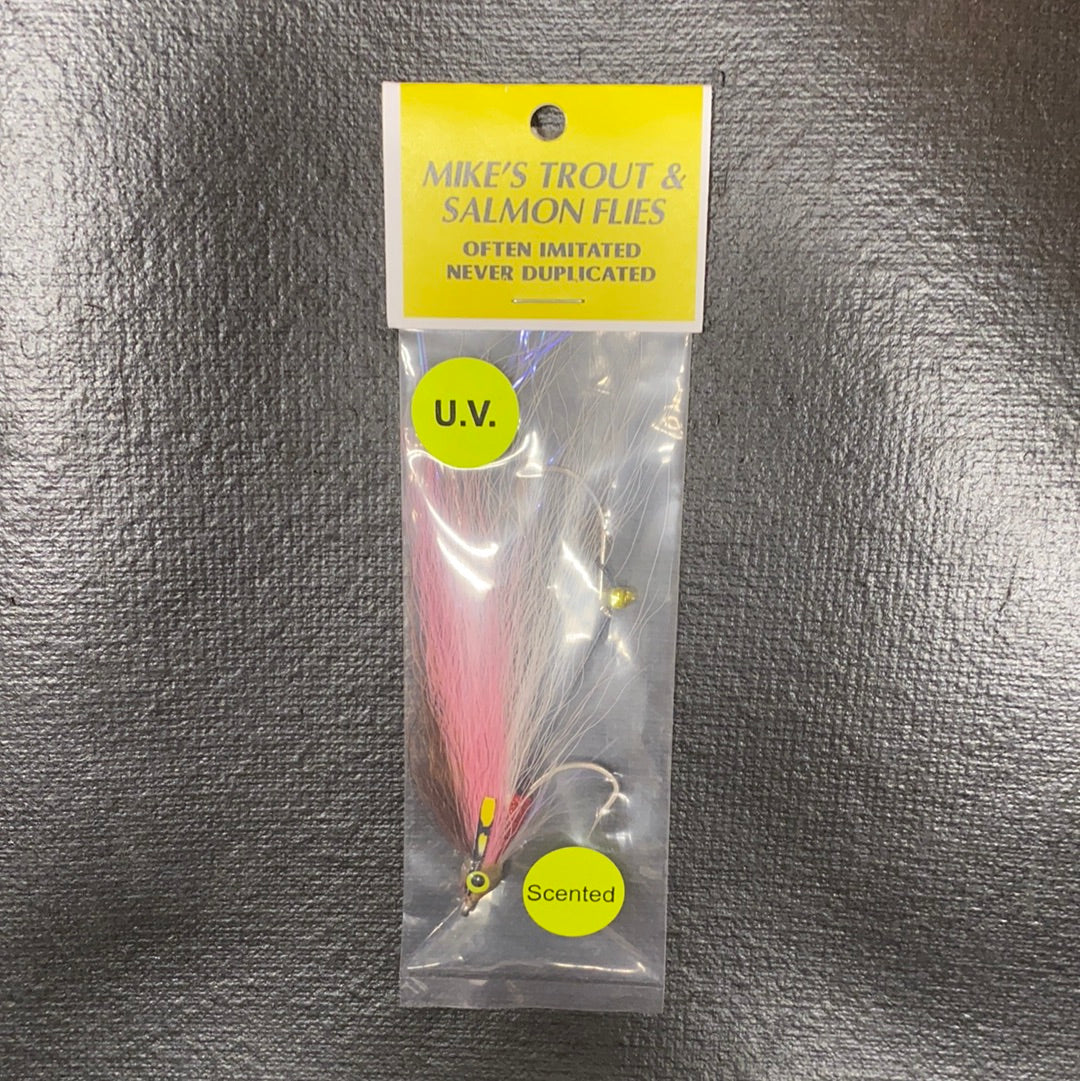 MIKE'S TROUT &
SALMON FLIES
OFTEN IMITATED
NEVER DUPLICATED
U.V.
Scented